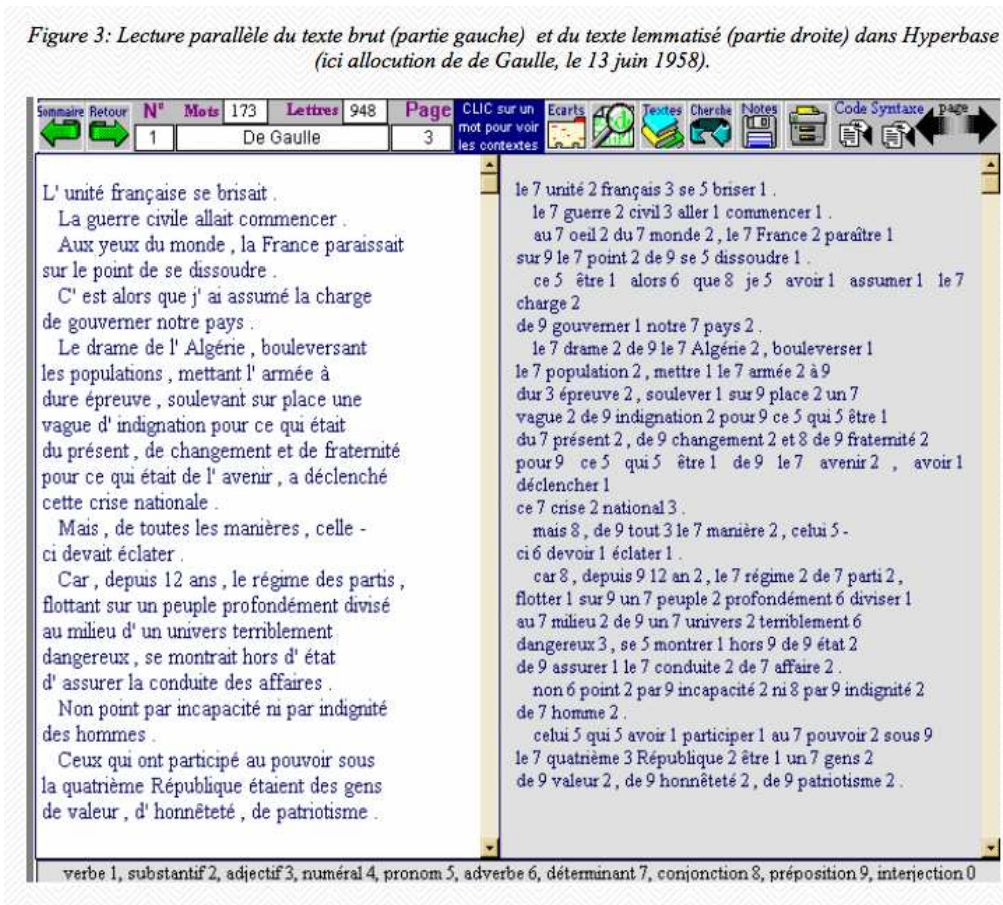 Figure 3: Lecture parallèle du texte brut (partie gauche) et du texte lemmatisé (partie droite) dans Hyperbase
(ici allocution de de Gaulle, le 13 juin 1958).
Sommaire Retour N° Mots 173 Lettres 948 Page CLIC sur un mot pour voir les contextes Ecarts Textes Cherche Notes Code Syntaxe page
1 De Gaulle 3
L' unité française se brisait .
La guerre civile allait commencer .
Aux yeux du monde , la France paraissait
sur le point de se dissoudre .
C' est alors que j' ai assumé la charge
de gouverner notre pays .
Le drame de l' Algérie , bouleversant
les populations , mettant l' armée à
dure épreuve , soulevant sur place une
vague d' indignation pour ce qui était
du présent , de changement et de fraternité
pour ce qui était de l' avenir , a déclenché
cette crise nationale .
Mais , de toutes les manières , celle -
ci devait éclater .
Car , depuis 12 ans , le régime des partis ,
flottant sur un peuple profondément divisé
au milieu d' un univers terriblement
dangereux , se montrait hors d' état
d' assurer la conduite des affaires .
Non point par incapacité ni par indignité
des hommes .
Ceux qui ont participé au pouvoir sous
la quatrième République étaient des gens
de valeur , d' honnêteté , de patriotisme .
le 7 unité 2 français 3 se 5 briser 1 .
le 7 guerre 2 civil 3 aller 1 commencer 1 .
au 7 oeil 2 du 7 monde 2 , le 7 France 2 paraître 1
sur 9 le 7 point 2 de 9 se 5 dissoudre 1 .
ce 5 être 1 alors 6 que 8 je 5 avoir 1 assumer 1 le 7
charge 2
de 9 gouverner 1 notre 7 pays 2 .
le 7 drame 2 de 9 le 7 Algérie 2 , bouleverser 1
le 7 population 2 , mettre 1 le 7 armée 2 à 9
dur 3 épreuve 2 , soulever 1 sur 9 place 2 un 7
vague 2 de 9 indignation 2 pour 9 ce 5 qui 5 être 1
du 7 présent 2 , de 9 changement 2 et 8 de 9 fraternité 2
pour 9 ce 5 qui 5 être 1 de 9 le 7 avenir 2 , avoir 1
déclencher 1
ce 7 crise 2 national 3 .
mais 8 , de 9 tout 3 le 7 manière 2 , celui 5 -
ci 6 devoir 1 éclater 1 .
car 8 , depuis 9 12 an 2 , le 7 régime 2 de 7 parti 2 ,
flotter 1 sur 9 un 7 peuple 2 profondément 6 diviser 1
au 7 milieu 2 de 9 un 7 univers 2 terriblement 6
dangereux 3 , se 5 montrer 1 hors 9 de 9 état 2
de 9 assurer 1 le 7 conduite 2 de 7 affaire 2 .
non 6 point 2 par 9 incapacité 2 ni 8 par 9 indignité 2
de 7 homme 2 .
celui 5 qui 5 avoir 1 participer 1 au 7 pouvoir 2 sous 9
le 7 quatrième 3 République 2 être 1 un 7 gens 2
de 9 valeur 2 , de 9 honnêteté 2 , de 9 patriotisme 2 .
verbe 1, substantif 2, adjectif 3, numéral 4, pronom 5, adverbe 6, déterminant 7, conjonction 8, préposition 9, interjection 0